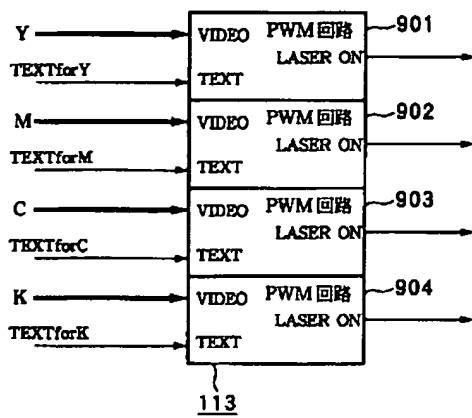 Y
VIDEO PWM回路 901
TEXTforY
TEXT LASER ON
M
VIDEO PWM回路 902
TEXTforM
TEXT LASER ON
C
VIDEO PWM回路 903
TEXTforC
TEXT LASER ON
K
VIDEO PWM回路 904
TEXTforK
TEXT LASER ON
113